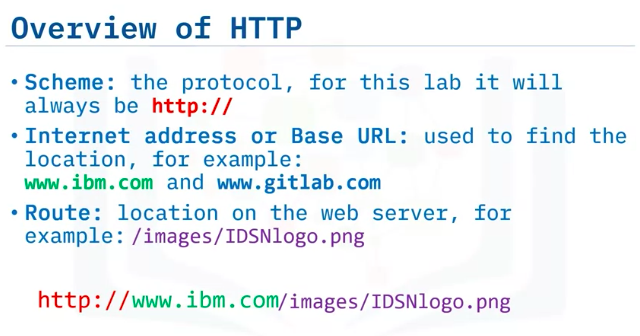 Overview of HTTP
• Scheme: the protocol, for this lab it will
always be http://
• Internet address or Base URL: used to find the
location, for example:
www.ibm.com and www.gitlab.com
• Route: location on the web server, for
example: /images/IDSNlogo.png
http://www.ibm.com/images/IDSNlogo.png